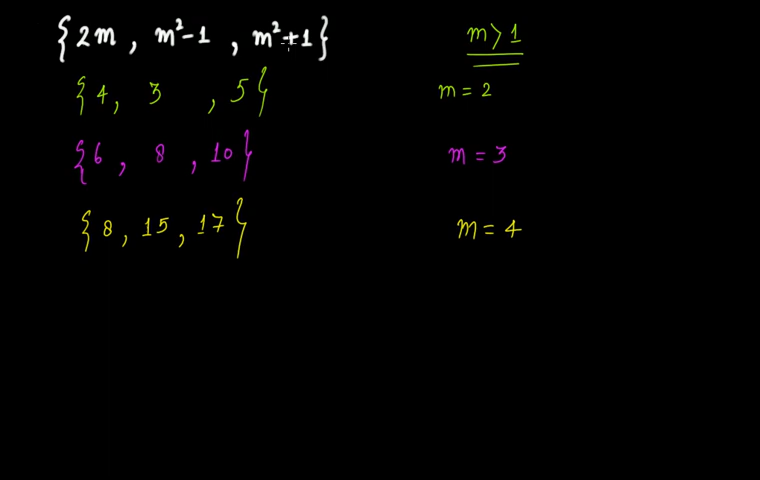 {2m, m²-1, m²+1} m>1
{4, 3, 5} m=2
{6, 8, 10} m=3
{8, 15, 17} m=4